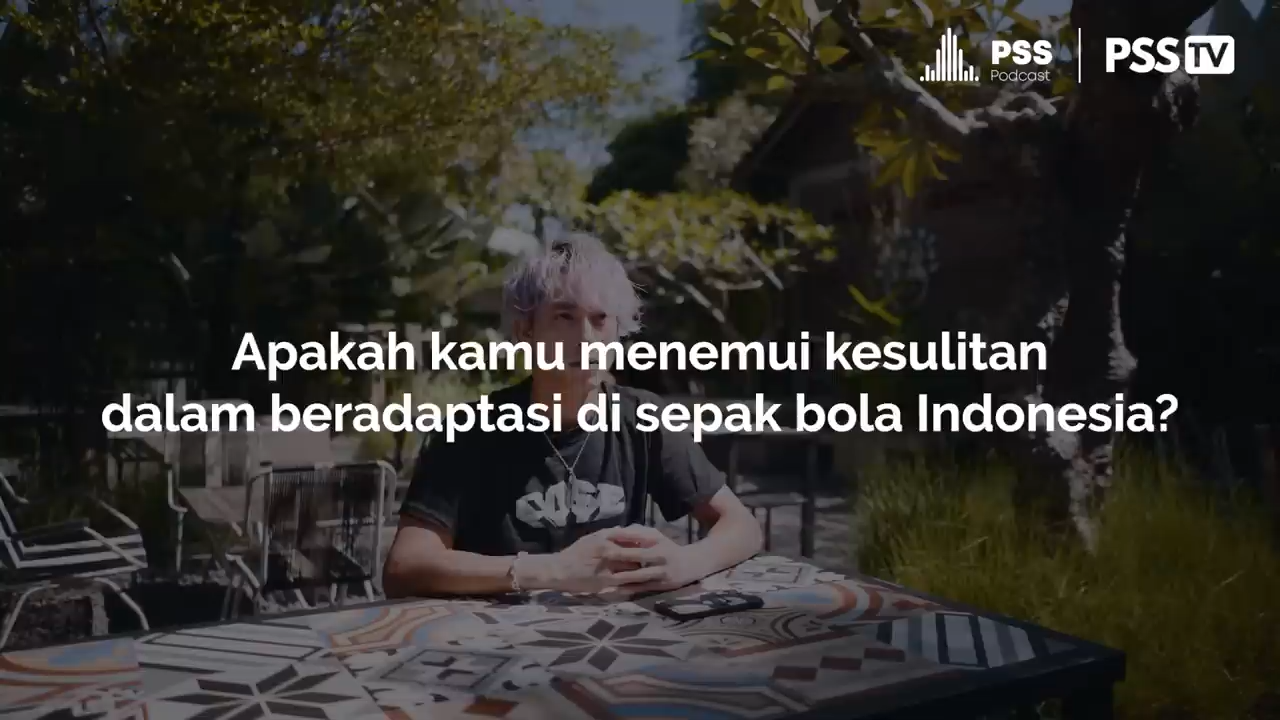 PSS
Podcast
PSS TV
Apakah kamu menemui kesulitan
dalam beradaptasi di sepak bola Indonesia?